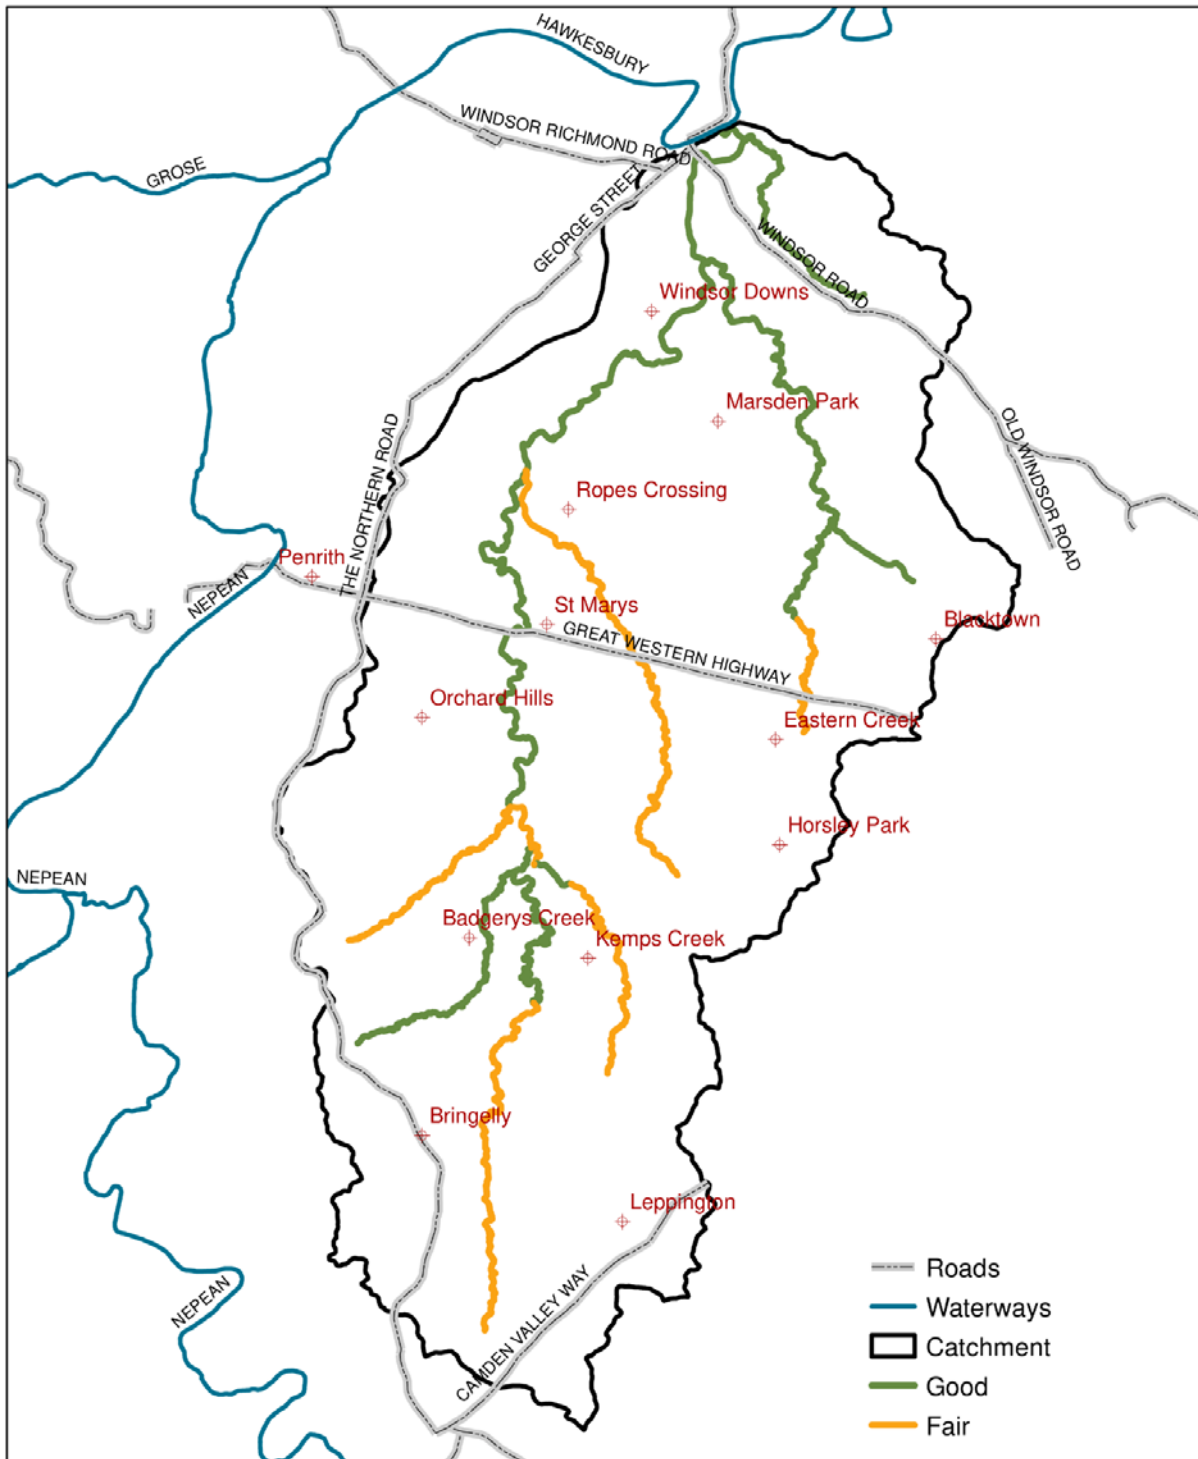 HAWKESBURY
WINDSOR RICHMOND ROAD
GROSE
GEORGE STREET
WINDSOR ROAD
Windsor Downs
Marsden Park
OLD WINDSOR ROAD
THE NORTHERN ROAD
Ropes Crossing
Penrith
NEPEAN
St Marys
GREAT WESTERN HIGHWAY
Blacktown
Orchard Hills
Eastern Creek
Horsley Park
NEPEAN
Badgerys Creek
Kemps Creek
Bringelly
Leppington
NEPEAN
CAMDEN VALLEY WAY
Roads
Waterways
Catchment
Good
Fair